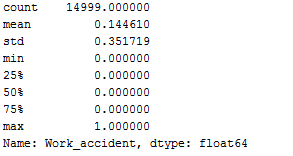 count    14999.000000
mean         0.144610
std          0.351719
min          0.000000
25%          0.000000
50%          0.000000
75%          0.000000
max          1.000000
Name: Work_accident, dtype: float64